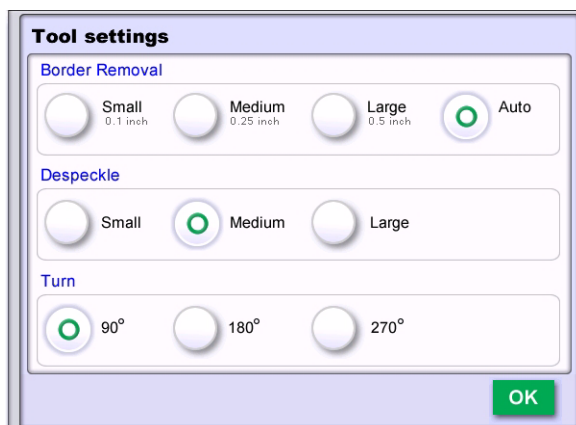 Tool settings
Border Removal
Small Medium Large Auto
0.1 inch 0.25 inch 0.5 inch
Despeckle
Small Medium Large
Turn
90° 180° 270°
OK